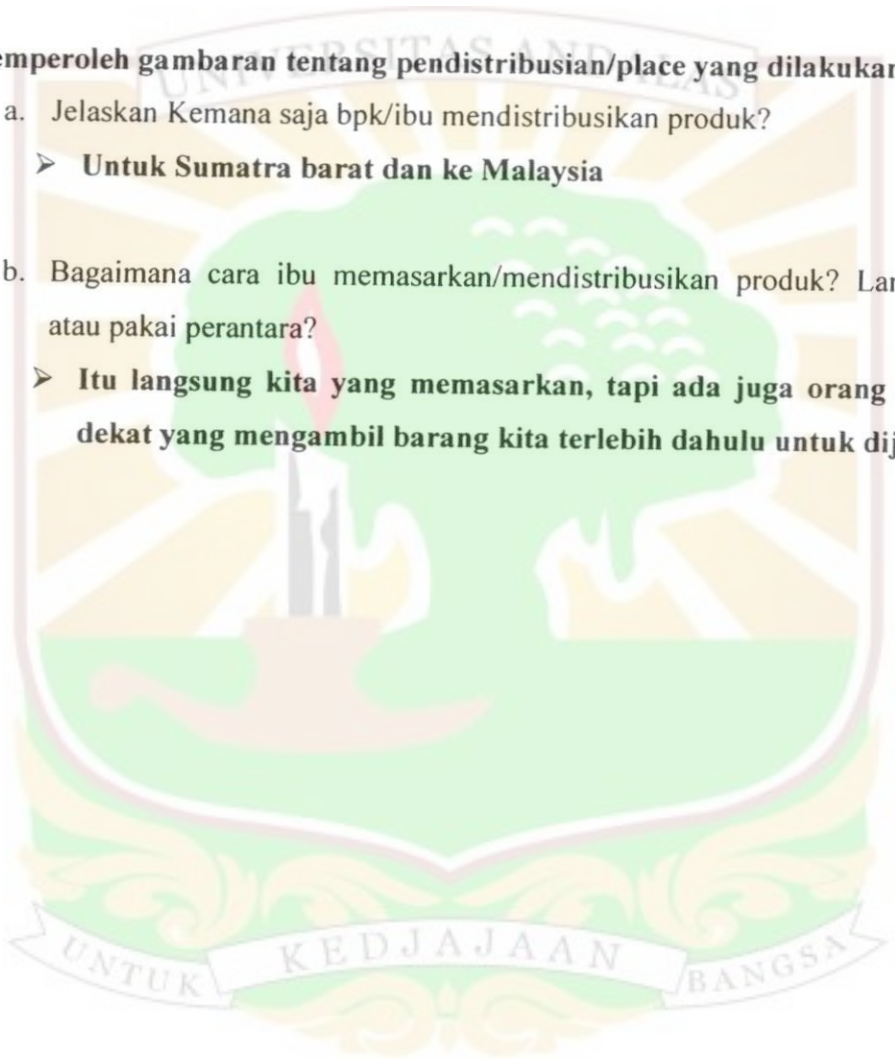 UNIVERSITAS ANDALAS
emperoleh gambaran tentang pendistribusian/place yang dilakukan
a. Jelaskan Kemana saja bpk/ibu mendistribusikan produk?
➢ Untuk Sumatra barat dan ke Malaysia
b. Bagaimana cara ibu memasarkan/mendistribusikan produk? Lan
atau pakai perantara?
➢ Itu langsung kita yang memasarkan, tapi ada juga orang
dekat yang mengambil barang kita terlebih dahulu untuk dij
UNTUK KEDJAJAAN BANGSA